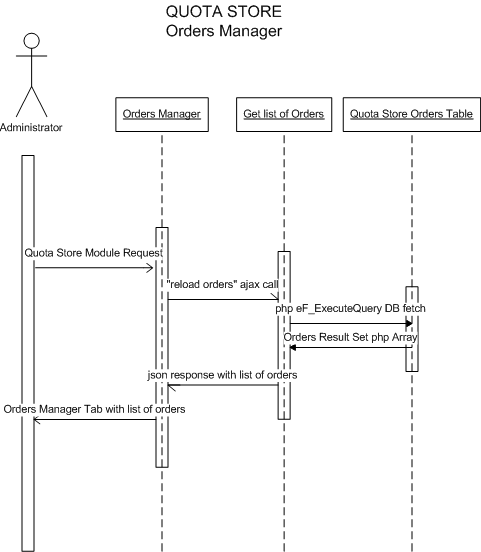 QUOTA STORE
Orders Manager
Administrator
Orders Manager
Get list of Orders
Quota Store Orders Table
Quota Store Module Request
"reload orders" ajax call
php eF_ExecuteQuery DB fetch
Orders Result Set php Array
json response with list of orders
Orders Manager Tab with list of orders